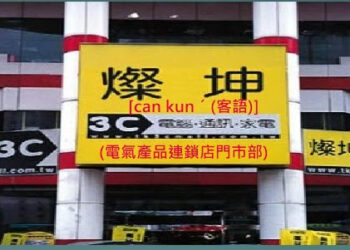 燦坤
[can kun ˊ(客語)]
3C 電腦·通訊·家電
(電氣產品連鎖店門市部)
3C
燦坤